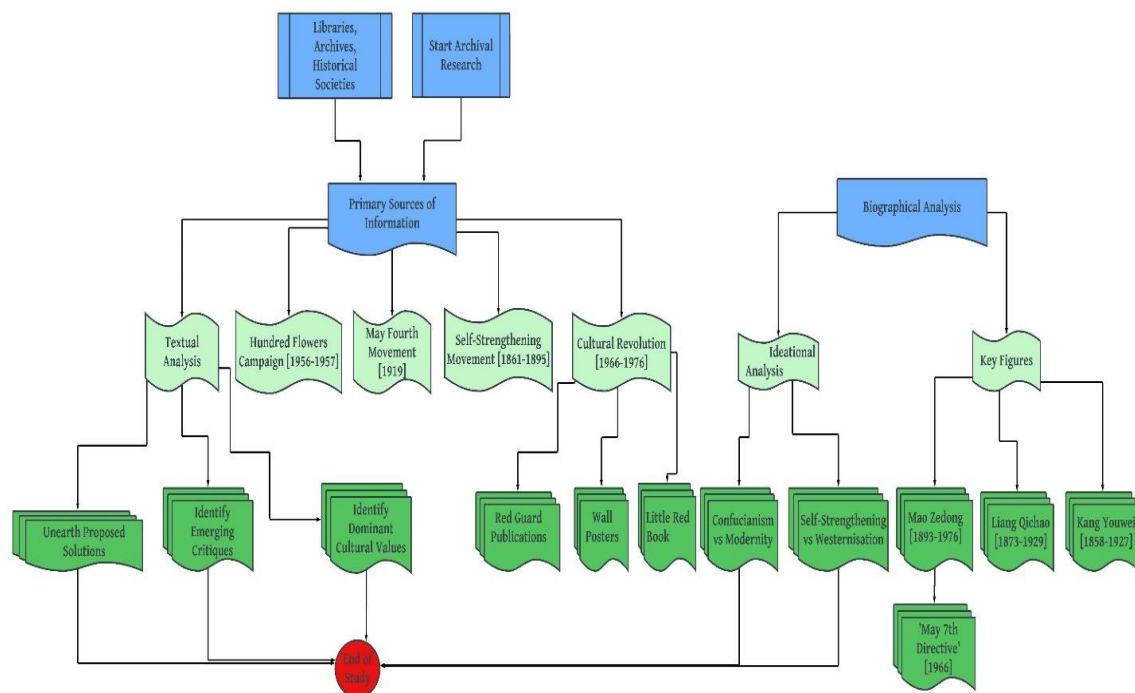 Libraries,
Archives,
Historical
Societies
Start Archival
Research
Primary Sources of
Information
Biographical Analysis
Textual
Analysis
Hundred Flowers
Campaign [1956-1957]
May Fourth
Movement
[1919]
Self-Strengthening
Movement [1861-1895]
Cultural Revolution
[1966-1976]
Ideational
Analysis
Key Figures
Unearth Proposed
Solutions
Identify
Emerging
Critiques
Identify
Dominant
Cultural Values
Red Guard
Publications
Wall
Posters
Little Red
Book
Confucianism
vs Modernity
Self-Strengthening
vs Westernisation
Mao Zedong
[1893-1976]
Liang Qichao
[1873-1929]
Kang Youwei
[1858-1927]
'May 7th
Directive'
[1966]
End of
Study